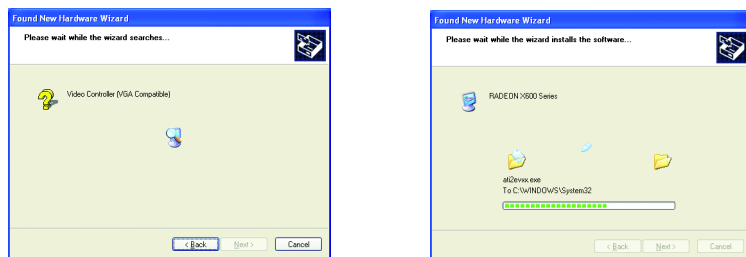 Found New Hardware Wizard
Please wait while the wizard searches...
Video Controller (VGA Compatible)
< Back
Next >
Cancel
Found New Hardware Wizard
Please wait while the wizard installs the software...
RADEON X600 Series
ati2evxx.exe
To C:\WINDOWS\System32
< Back
Next >
Cancel